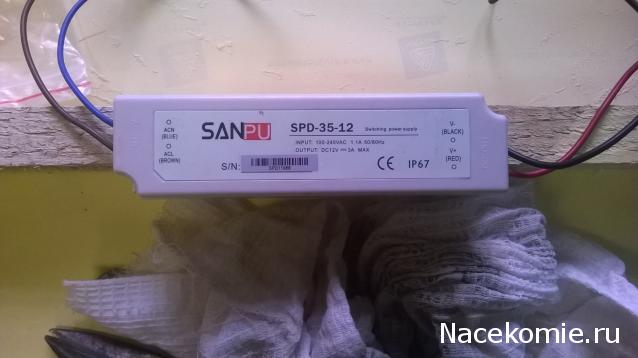 ACN
(BLUE)
ACL
(BROWN)
SANPU
SPD-35-12 Switching power supply
INPUT: 100-240VAC 1.1A 50/60Hz
OUTPUT: DC12V 3A MAX
S/N:
CE IP67
V-
(BLACK)
V+
(RED)
Nacekomie.ru